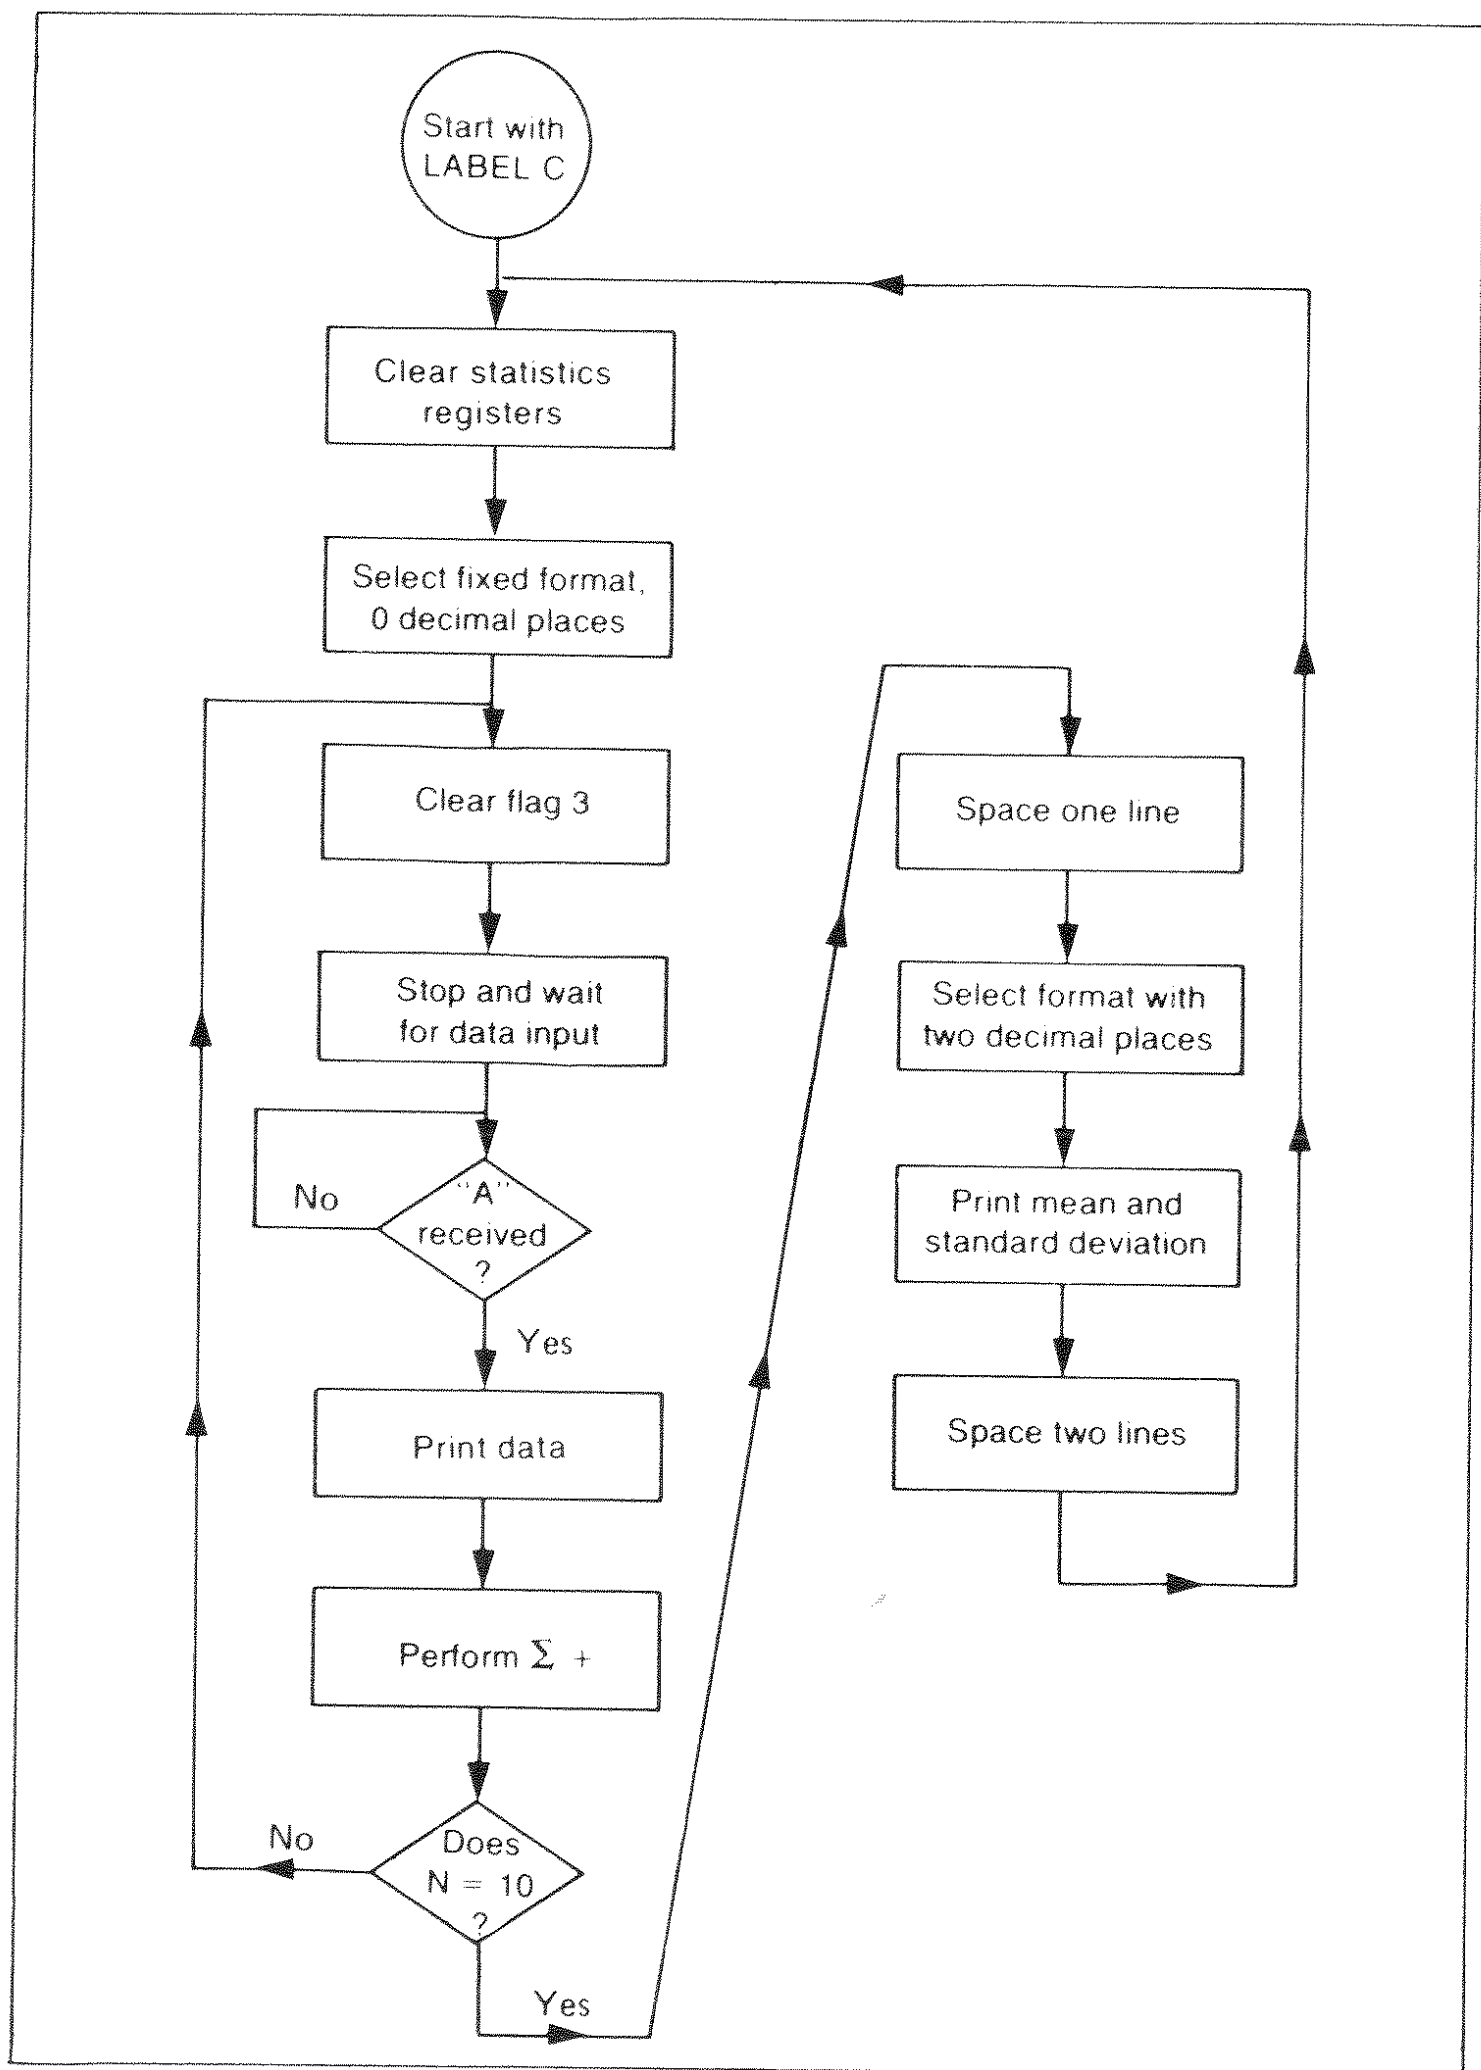 Start with
LABEL C
Clear statistics
registers
Select fixed format,
0 decimal places
Clear flag 3
Stop and wait
for data input
No
"A"
received
?
Yes
Print data
Perform Σ +
No
Does
N = 10
?
Yes
Space one line
Select format with
two decimal places
Print mean and
standard deviation
Space two lines